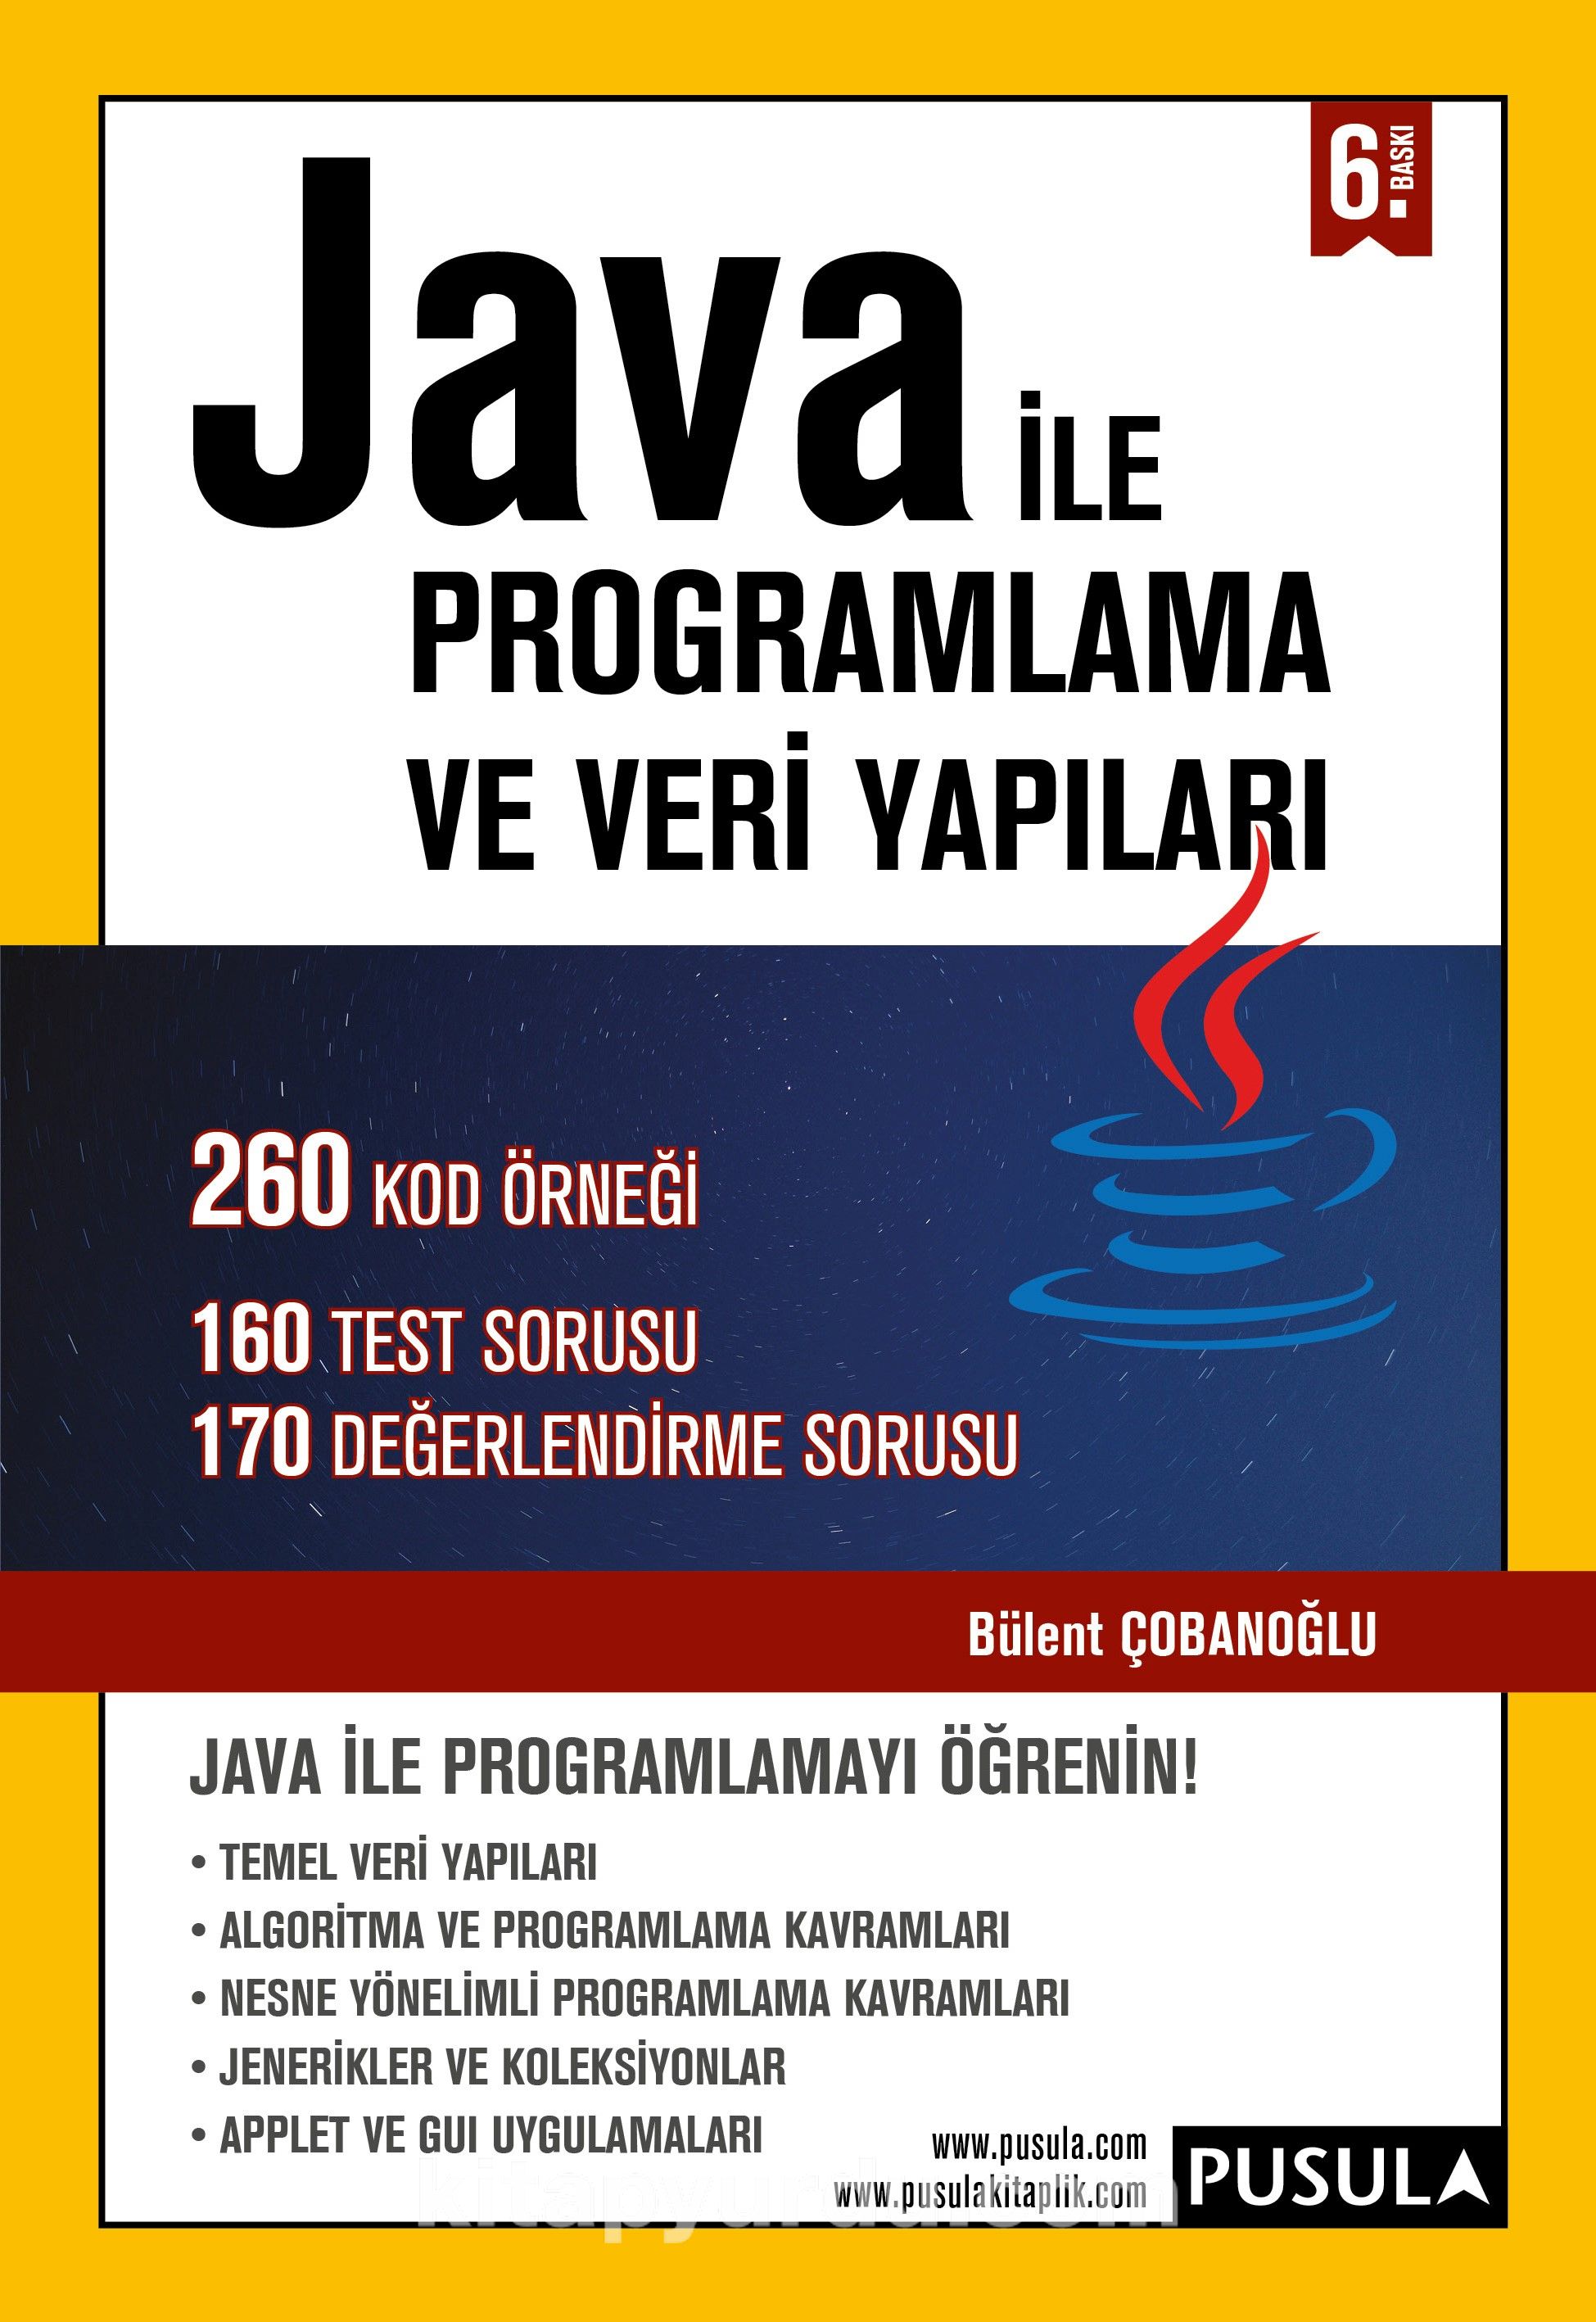 6. BASKI
Java İLE
PROGRAMLAMA
VE VERİ YAPILARI
260 KOD ÖRNEĞİ
160 TEST SORUSU
170 DEĞERLENDİRME SORUSU
Bülent ÇOBANOĞLU
JAVA İLE PROGRAMLAMAYI ÖĞRENİN!
• TEMEL VERİ YAPILARI
• ALGORİTMA VE PROGRAMLAMA KAVRAMLARI
• NESNE YÖNELİMLİ PROGRAMLAMA KAVRAMLARI
• JENERİKLER VE KOLEKSİYONLAR
• APPLET VE GUI UYGULAMALARI
www.pusula.com
www.pusulakitaplik.com
PUSULA
kitapyurdu.com